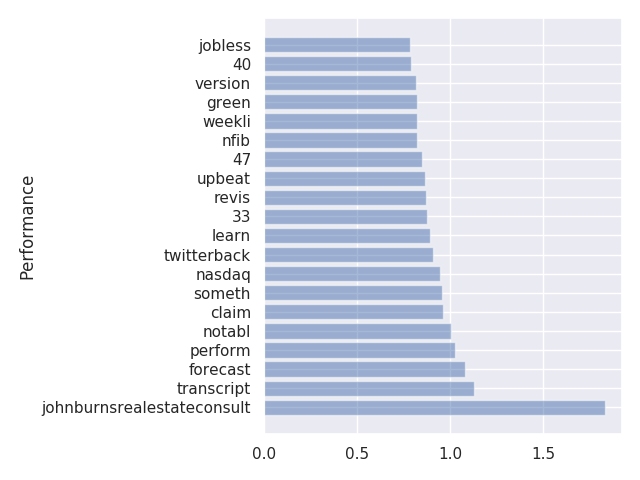 Performance
jobless
40
version
green
weekli
nfib
47
upbeat
revis
33
learn
twitterback
nasdaq
someth
claim
notabl
perform
forecast
transcript
johnburnsrealestateconsult
0.0 0.5 1.0 1.5